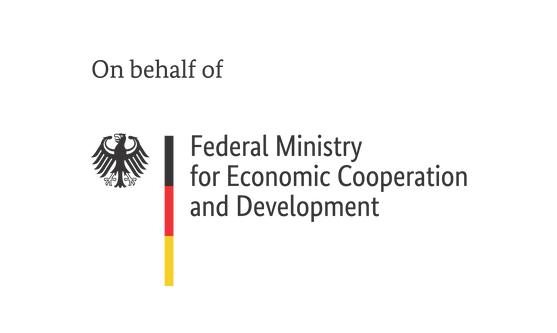 On behalf of
Federal Ministry
for Economic Cooperation
and Development